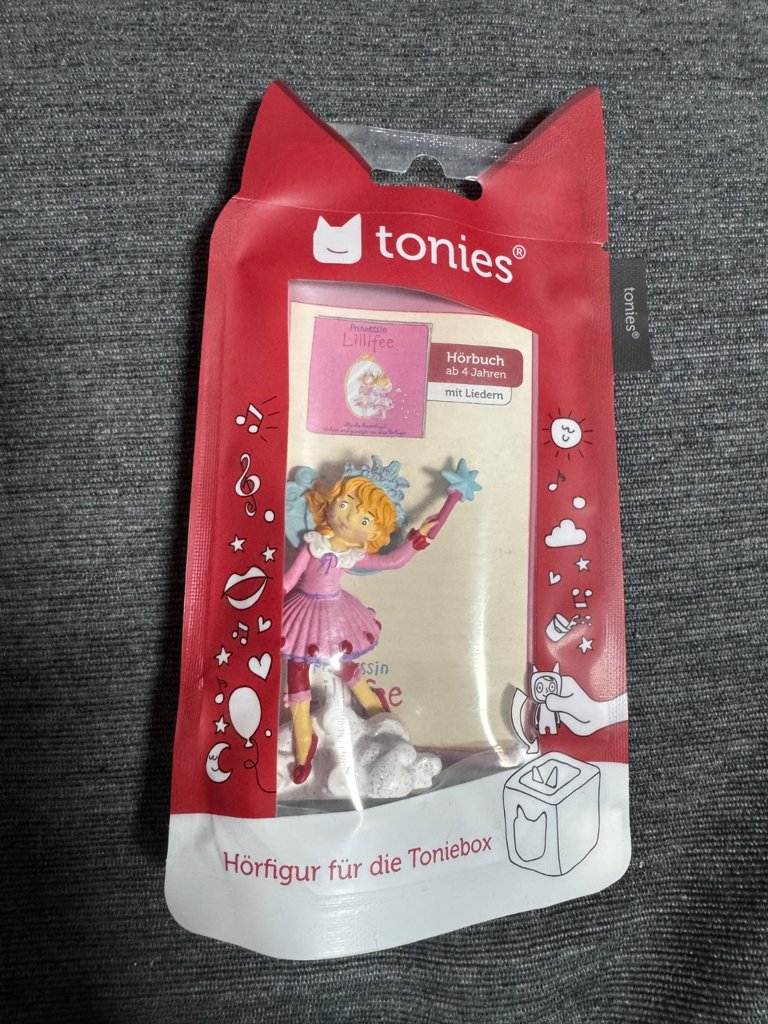 tonies®
tonies®
Prinzessin
Lillifee
Hörbuch
ab 4 Jahren
mit Liedern
Hörfigur für die Toniebox